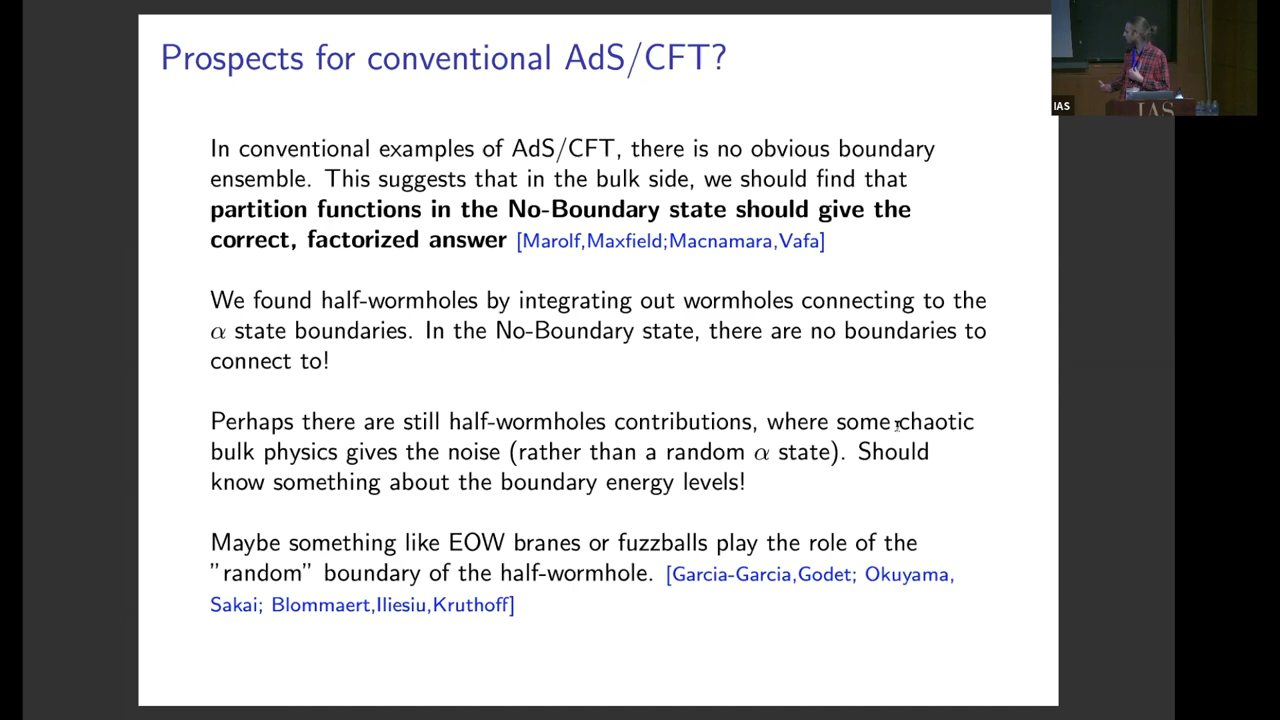 Prospects for conventional AdS/CFT?
In conventional examples of AdS/CFT, there is no obvious boundary
ensemble. This suggests that in the bulk side, we should find that
partition functions in the No-Boundary state should give the
correct, factorized answer [Marolf,Maxfield;Macnamara,Vafa]
We found half-wormholes by integrating out wormholes connecting to the
α state boundaries. In the No-Boundary state, there are no boundaries to
connect to!
Perhaps there are still half-wormholes contributions, where some chaotic
bulk physics gives the noise (rather than a random α state). Should
know something about the boundary energy levels!
Maybe something like EOW branes or fuzzballs play the role of the
"random" boundary of the half-wormhole. [Garcia-Garcia,Godet; Okuyama,
Sakai; Blommaert,Iliesiu,Kruthoff]
IAS
IAS